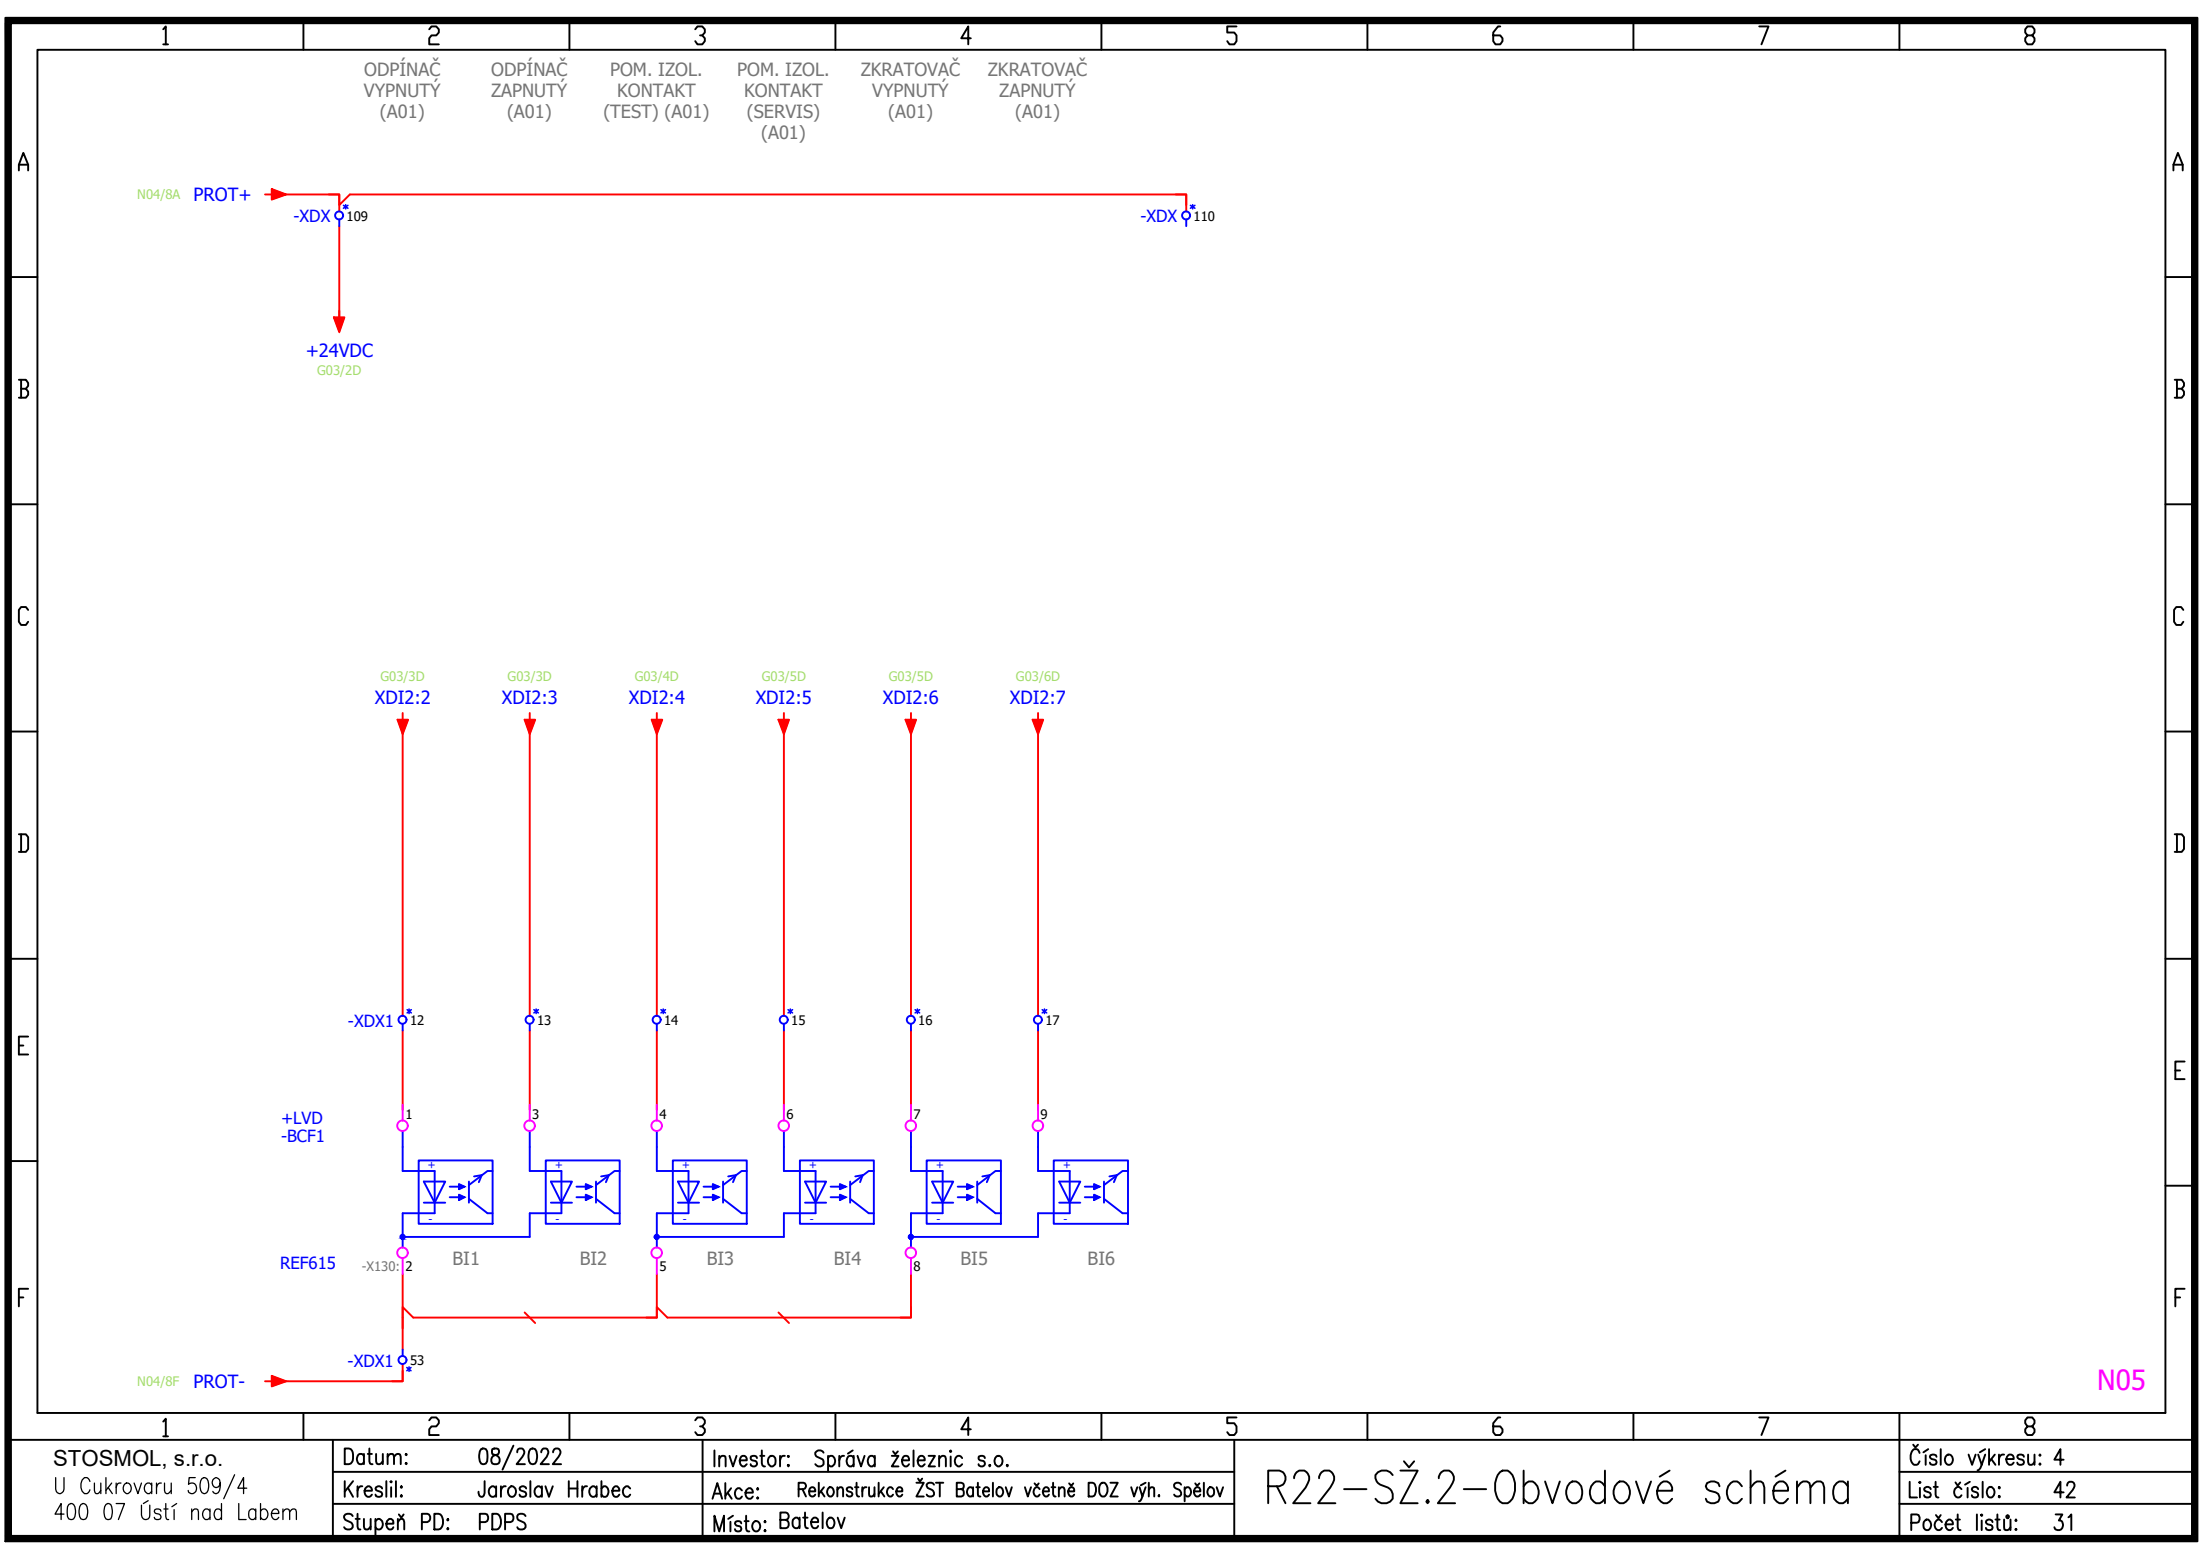 1 2 3 4 5 6 7 8
ODPÍNAČ
VYPNUTÝ
(A01)
ODPÍNAČ
ZAPNUTÝ
(A01)
POM. IZOL.
KONTAKT
(TEST) (A01)
POM. IZOL.
KONTAKT
(SERVIS)
(A01)
ZKRATOVAČ
VYPNUTÝ
(A01)
ZKRATOVAČ
ZAPNUTÝ
(A01)
A A
N04/8A PROT+
-XDX * 109 -XDX * 110
+24VDC
G03/2D
B B
C C
G03/3D G03/3D G03/4D G03/5D G03/5D G03/6D
XDI2:2 XDI2:3 XDI2:4 XDI2:5 XDI2:6 XDI2:7
D D
-XDX1 * 12 * 13 * 14 * 15 * 16 * 17
E E
+LVD 1 3 4 6 7 9
-BCF1
+ + + + + +
- - - - - -
REF615 -X130: 2 BI1 BI2 5 BI3 BI4 8 BI5 BI6
F F
-XDX1 53 *
N04/8F PROT-
N05
1 2 3 4 5 6 7 8
STOSMOL, s.r.o.
U Cukrovaru 509/4
400 07 Ústí nad Labem
Datum: 08/2022
Kreslil: Jaroslav Hrabec
Stupeň PD: PDPS
Investor: Správa železnic s.o.
Akce: Rekonstrukce ŽST Batelov včetně DOZ výh. Spělov
Místo: Batelov
R22-SŽ.2-Obvodové schéma
Číslo výkresu: 4
List číslo: 42
Počet listů: 31